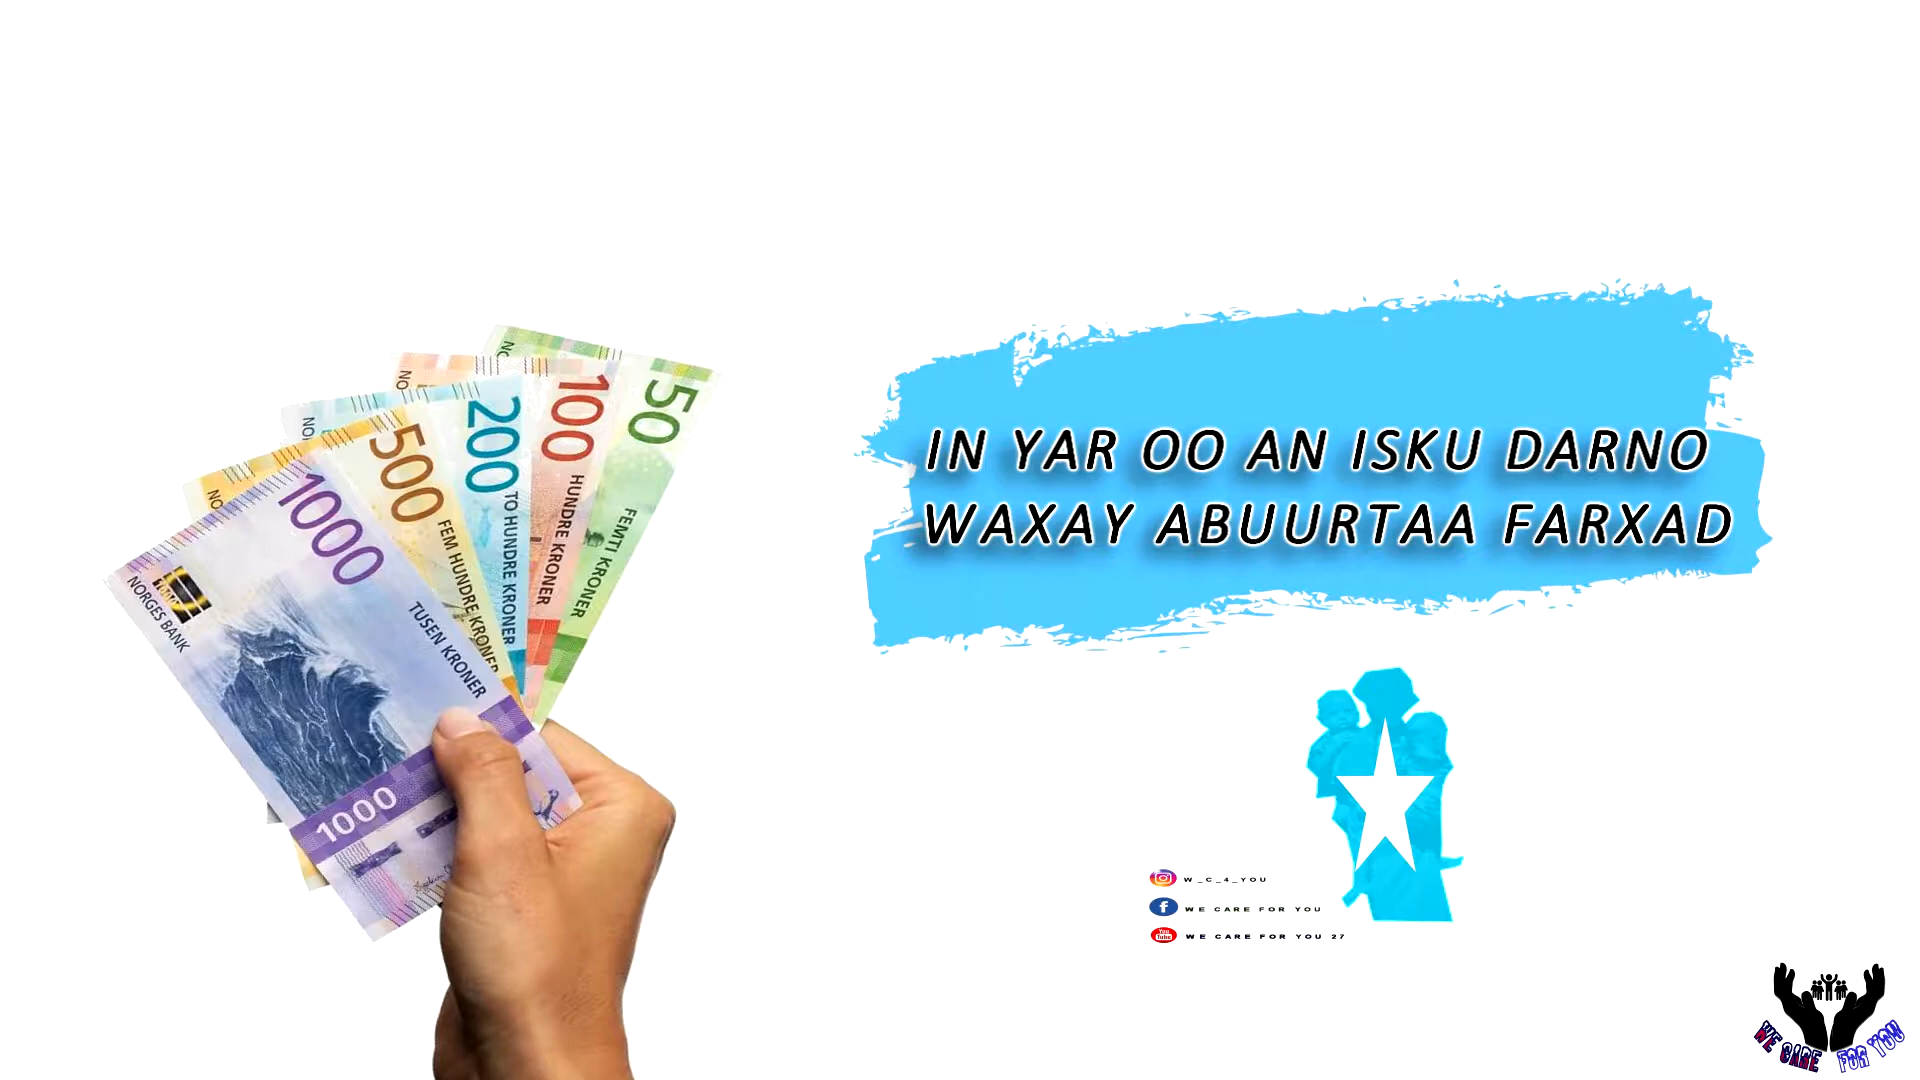 IN YAR OO AN ISKU DARNO
WAXAY ABUURTAA FARXAD
50
100
200
500
1000
FEMTI KRONER
HUNDRE KRONER
TO HUNDRE KRONER
FEM HUNDRE KRONER
TUSEN KRONER
NORGES BANK
1000
W_C_4_YOU
WE CARE FOR YOU
You Tube
WE CARE FOR YOU 27
WE CARE FOR YOU